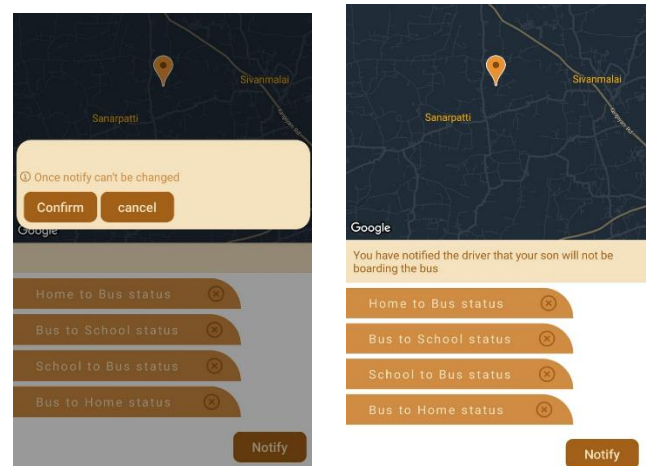 Sivanmalai
Sanarpatti
Once notify can't be changed
Confirm cancel
Google
Home to Bus status
Bus to School status
School to Bus status
Bus to Home status
Notify
Sivanmalai
Sanarpatti
Google
You have notified the driver that your son will not be
boarding the bus
Home to Bus status
Bus to School status
School to Bus status
Bus to Home status
Notify